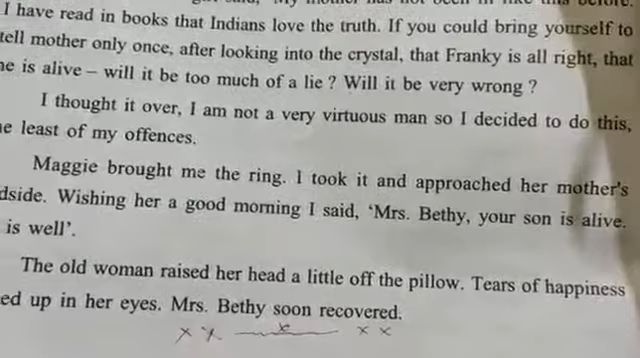 I have read in books that Indians love the truth. If you could bring yourself to
tell mother only once, after looking into the crystal, that Franky is all right, that
he is alive – will it be too much of a lie ? Will it be very wrong ?
I thought it over, I am not a very virtuous man so I decided to do this,
least of my offences.
Maggie brought me the ring. I took it and approached her mother's
dside. Wishing her a good morning I said, ‘Mrs. Bethy, your son is alive.
is well’.
The old woman raised her head a little off the pillow. Tears of happiness
ed up in her eyes. Mrs. Bethy soon recovered.
x x x x x